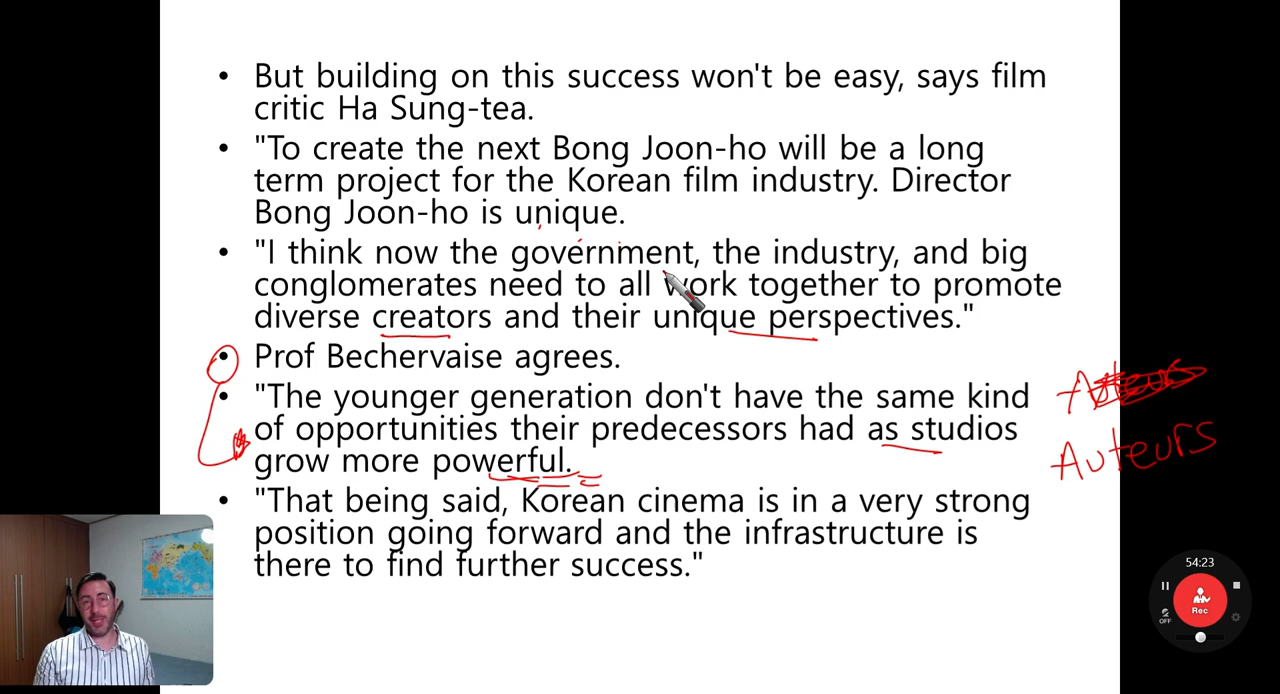 • But building on this success won't be easy, says film
critic Ha Sung-tea.
• "To create the next Bong Joon-ho will be a long
term project for the Korean film industry. Director
Bong Joon-ho is unique.
• "I think now the government, the industry, and big
conglomerates need to all work together to promote
diverse creators and their unique perspectives."
• Prof Bechervaise agrees.
• "The younger generation don't have the same kind
of opportunities their predecessors had as studios
grow more powerful.
• "That being said, Korean cinema is in a very strong
position going forward and the infrastructure is
there to find further success."
Auteurs
54:23
Rec
OFF